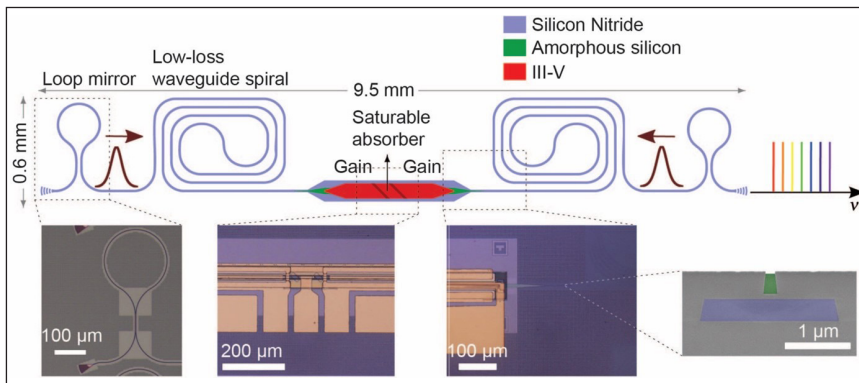 Silicon Nitride
Amorphous silicon
III-V
Low-loss
waveguide spiral
Loop mirror
9.5 mm
0.6 mm
Saturable
absorber
Gain
Gain
ν
100 μm
200 μm
100 μm
1 μm